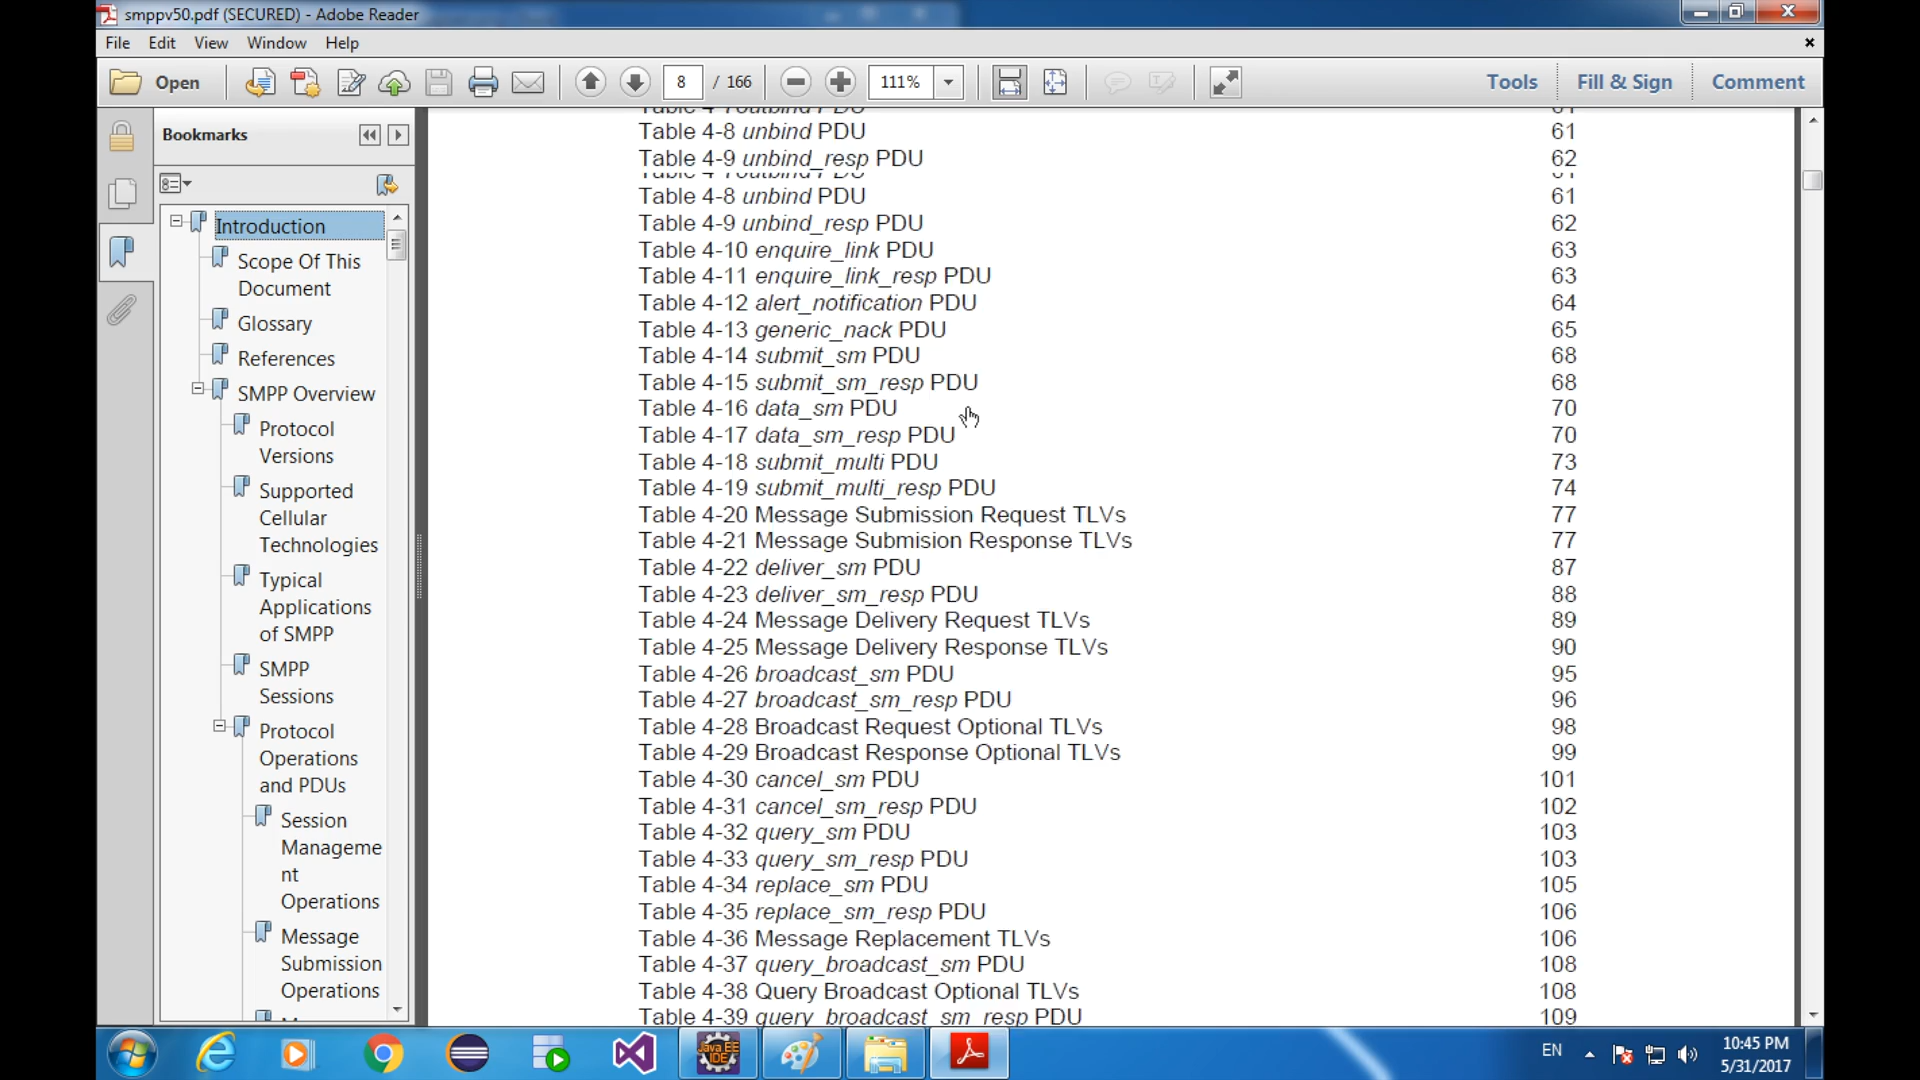 smppv50.pdf (SECURED) - Adobe Reader
File Edit View Window Help
Open 8 / 166 111% Tools Fill & Sign Comment
Bookmarks
Introduction
Scope Of This
Document
Glossary
References
SMPP Overview
Protocol
Versions
Supported
Cellular
Technologies
Typical
Applications
of SMPP
SMPP
Sessions
Protocol
Operations
and PDUs
Session
Manageme
nt
Operations
Message
Submission
Operations
Table 4-8 unbind PDU 61
Table 4-9 unbind_resp PDU 62
Table 4-8 unbind PDU 61
Table 4-9 unbind_resp PDU 62
Table 4-10 enquire_link PDU 63
Table 4-11 enquire_link_resp PDU 63
Table 4-12 alert_notification PDU 64
Table 4-13 generic_nack PDU 65
Table 4-14 submit_sm PDU 68
Table 4-15 submit_sm_resp PDU 68
Table 4-16 data_sm PDU 70
Table 4-17 data_sm_resp PDU 70
Table 4-18 submit_multi PDU 73
Table 4-19 submit_multi_resp PDU 74
Table 4-20 Message Submission Request TLVs 77
Table 4-21 Message Submision Response TLVs 77
Table 4-22 deliver_sm PDU 87
Table 4-23 deliver_sm_resp PDU 88
Table 4-24 Message Delivery Request TLVs 89
Table 4-25 Message Delivery Response TLVs 90
Table 4-26 broadcast_sm PDU 95
Table 4-27 broadcast_sm_resp PDU 96
Table 4-28 Broadcast Request Optional TLVs 98
Table 4-29 Broadcast Response Optional TLVs 99
Table 4-30 cancel_sm PDU 101
Table 4-31 cancel_sm_resp PDU 102
Table 4-32 query_sm PDU 103
Table 4-33 query_sm_resp PDU 103
Table 4-34 replace_sm PDU 105
Table 4-35 replace_sm_resp PDU 106
Table 4-36 Message Replacement TLVs 106
Table 4-37 query_broadcast_sm PDU 108
Table 4-38 Query Broadcast Optional TLVs 108
Table 4-39 query_broadcast_sm_resp PDU 109
Java EE
IDE
EN
10:45 PM
5/31/2017